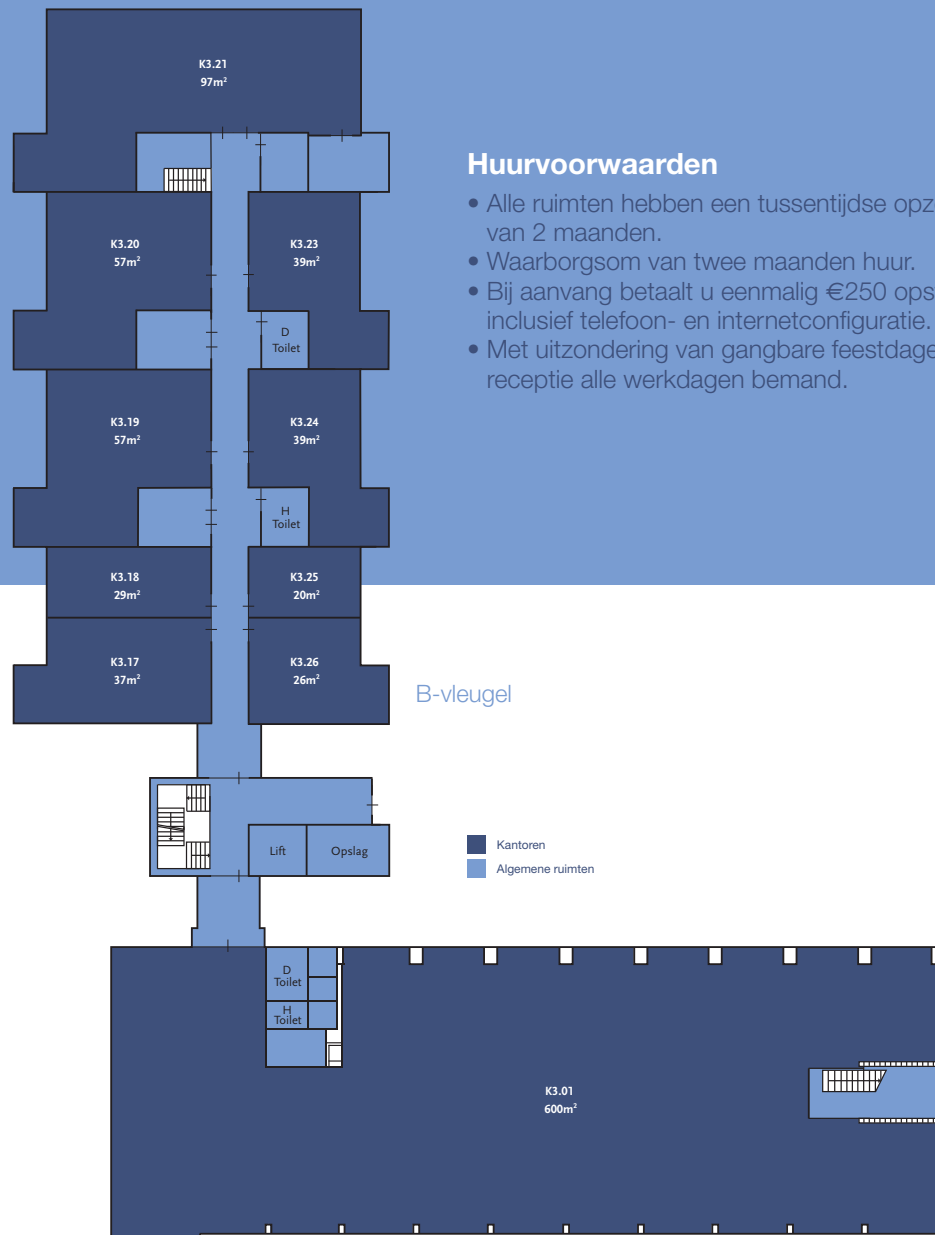 K3.21
97m²
K3.20
57m²
K3.23
39m²
D
Toilet
K3.19
57m²
K3.24
39m²
H
Toilet
K3.18
29m²
K3.25
20m²
K3.17
37m²
K3.26
26m²
Lift
Opslag
D
Toilet
H
Toilet
K3.01
600m²
Huurvoorwaarden
• Alle ruimten hebben een tussentijdse opz
van 2 maanden.
• Waarborgsom van twee maanden huur.
• Bij aanvang betaalt u eenmalig €250 ops
inclusief telefoon- en internetconfiguratie.
• Met uitzondering van gangbare feestdage
receptie alle werkdagen bemand.
B-vleugel
Kantoren
Algemene ruimten